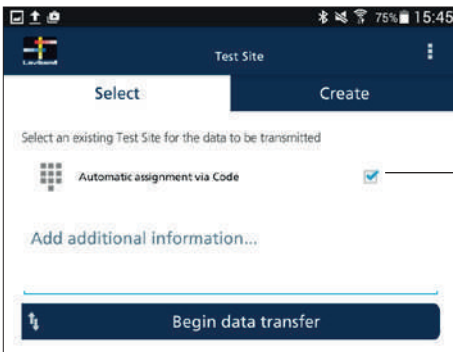 75% 15:45
Lovibond
Test Site
Select Create
Select an existing Test Site for the data to be transmitted
Automatic assignment via Code
Add additional information...
Begin data transfer